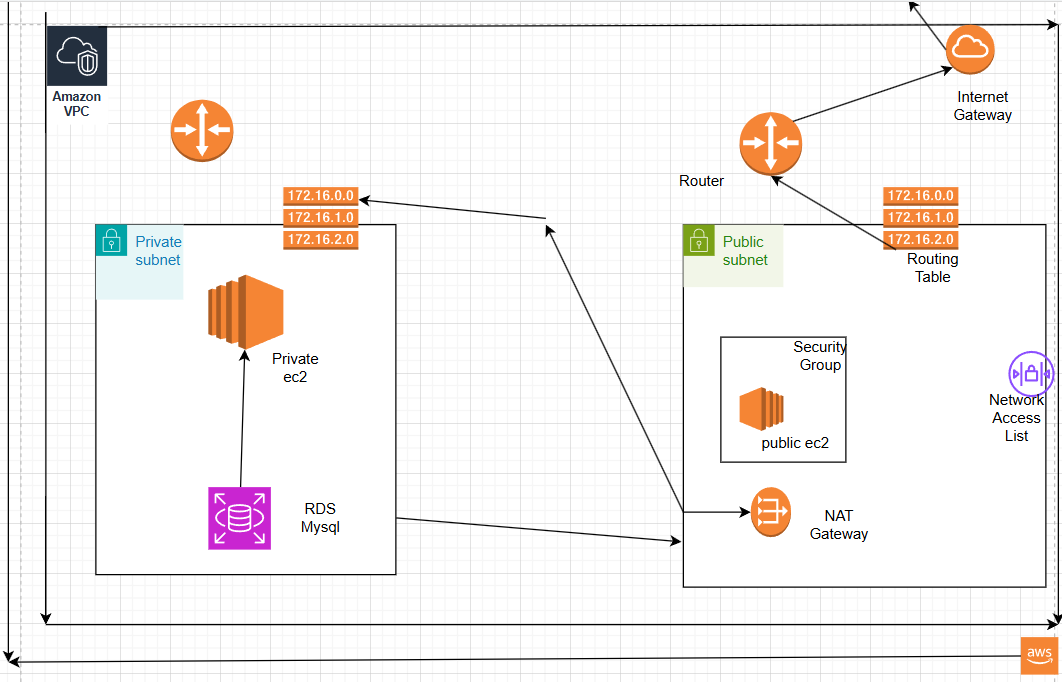 Amazon
VPC
Internet
Gateway
Router
172.16.0.0
172.16.1.0
172.16.2.0
172.16.0.0
172.16.1.0
172.16.2.0
Routing
Table
Private
subnet
Public
subnet
Private
ec2
Security
Group
public ec2
Network
Access
List
RDS
Mysql
NAT
Gateway
aws